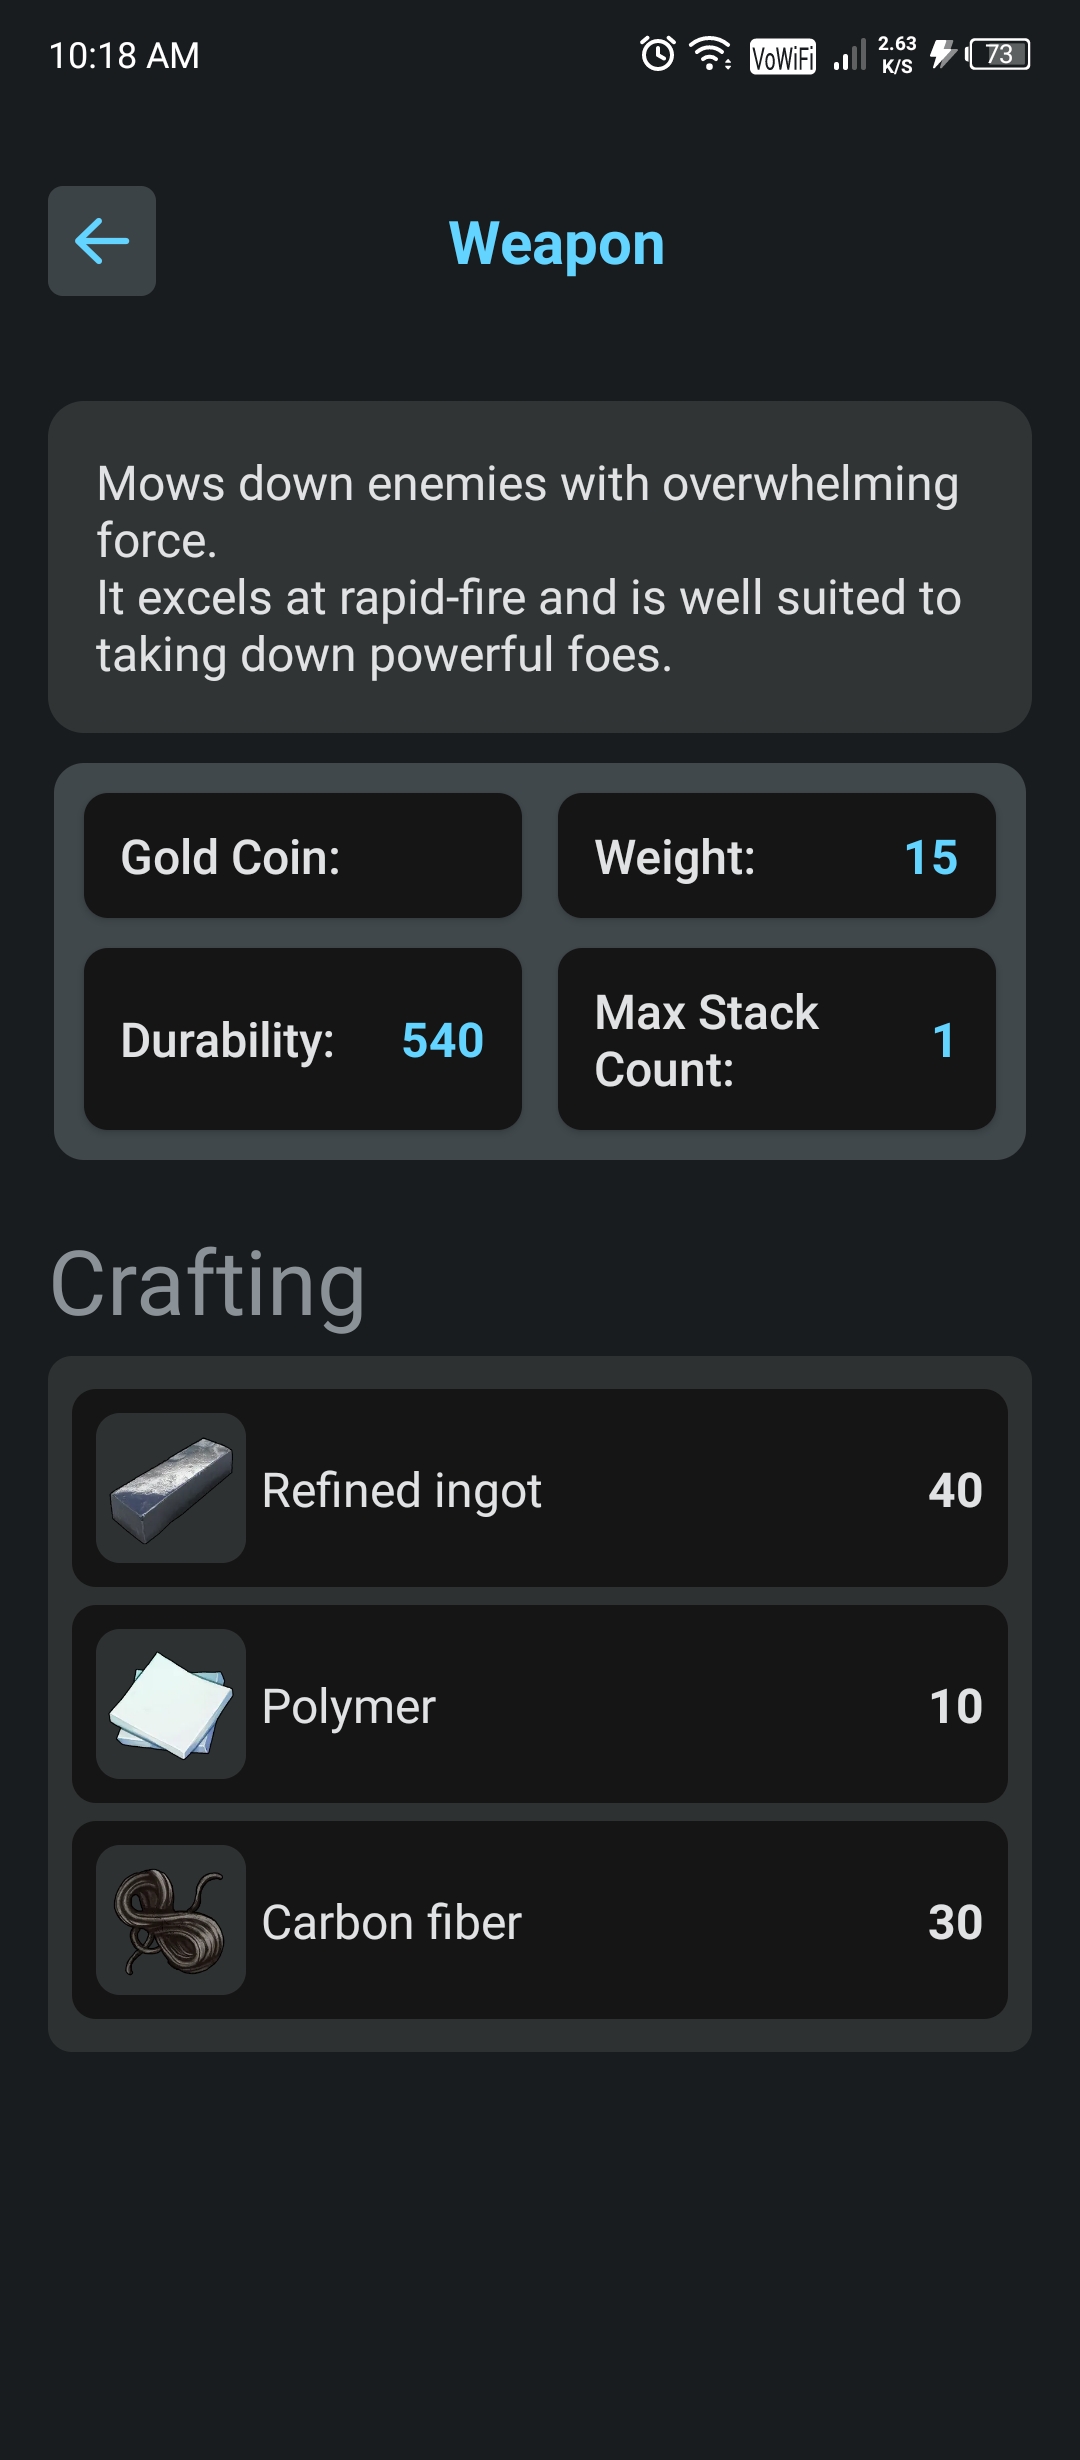 10:18 AM
VoWiFi
2.63
K/S
73
Weapon
Mows down enemies with overwhelming
force.
It excels at rapid-fire and is well suited to
taking down powerful foes.
Gold Coin:
Weight: 15
Durability: 540
Max Stack
Count: 1
Crafting
Refined ingot 40
Polymer 10
Carbon fiber 30